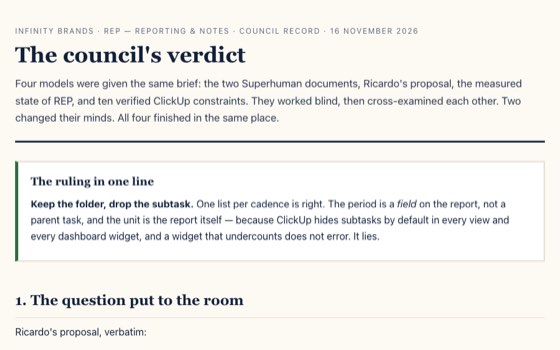 INFINITY BRANDS · REP — REPORTING & NOTES · COUNCIL RECORD · 16 NOVEMBER 2026
The council's verdict
Four models were given the same brief: the two Superhuman documents, Ricardo's proposal, the measured
state of REP, and ten verified ClickUp constraints. They worked blind, then cross-examined each other. Two
changed their minds. All four finished in the same place.
The ruling in one line
Keep the folder, drop the subtask. One list per cadence is right. The period is a field on the report, not a
parent task, and the unit is the report itself — because ClickUp hides subtasks by default in every view and
every dashboard widget, and a widget that undercounts does not error. It lies.
1. The question put to the room
Ricardo's proposal, verbatim: